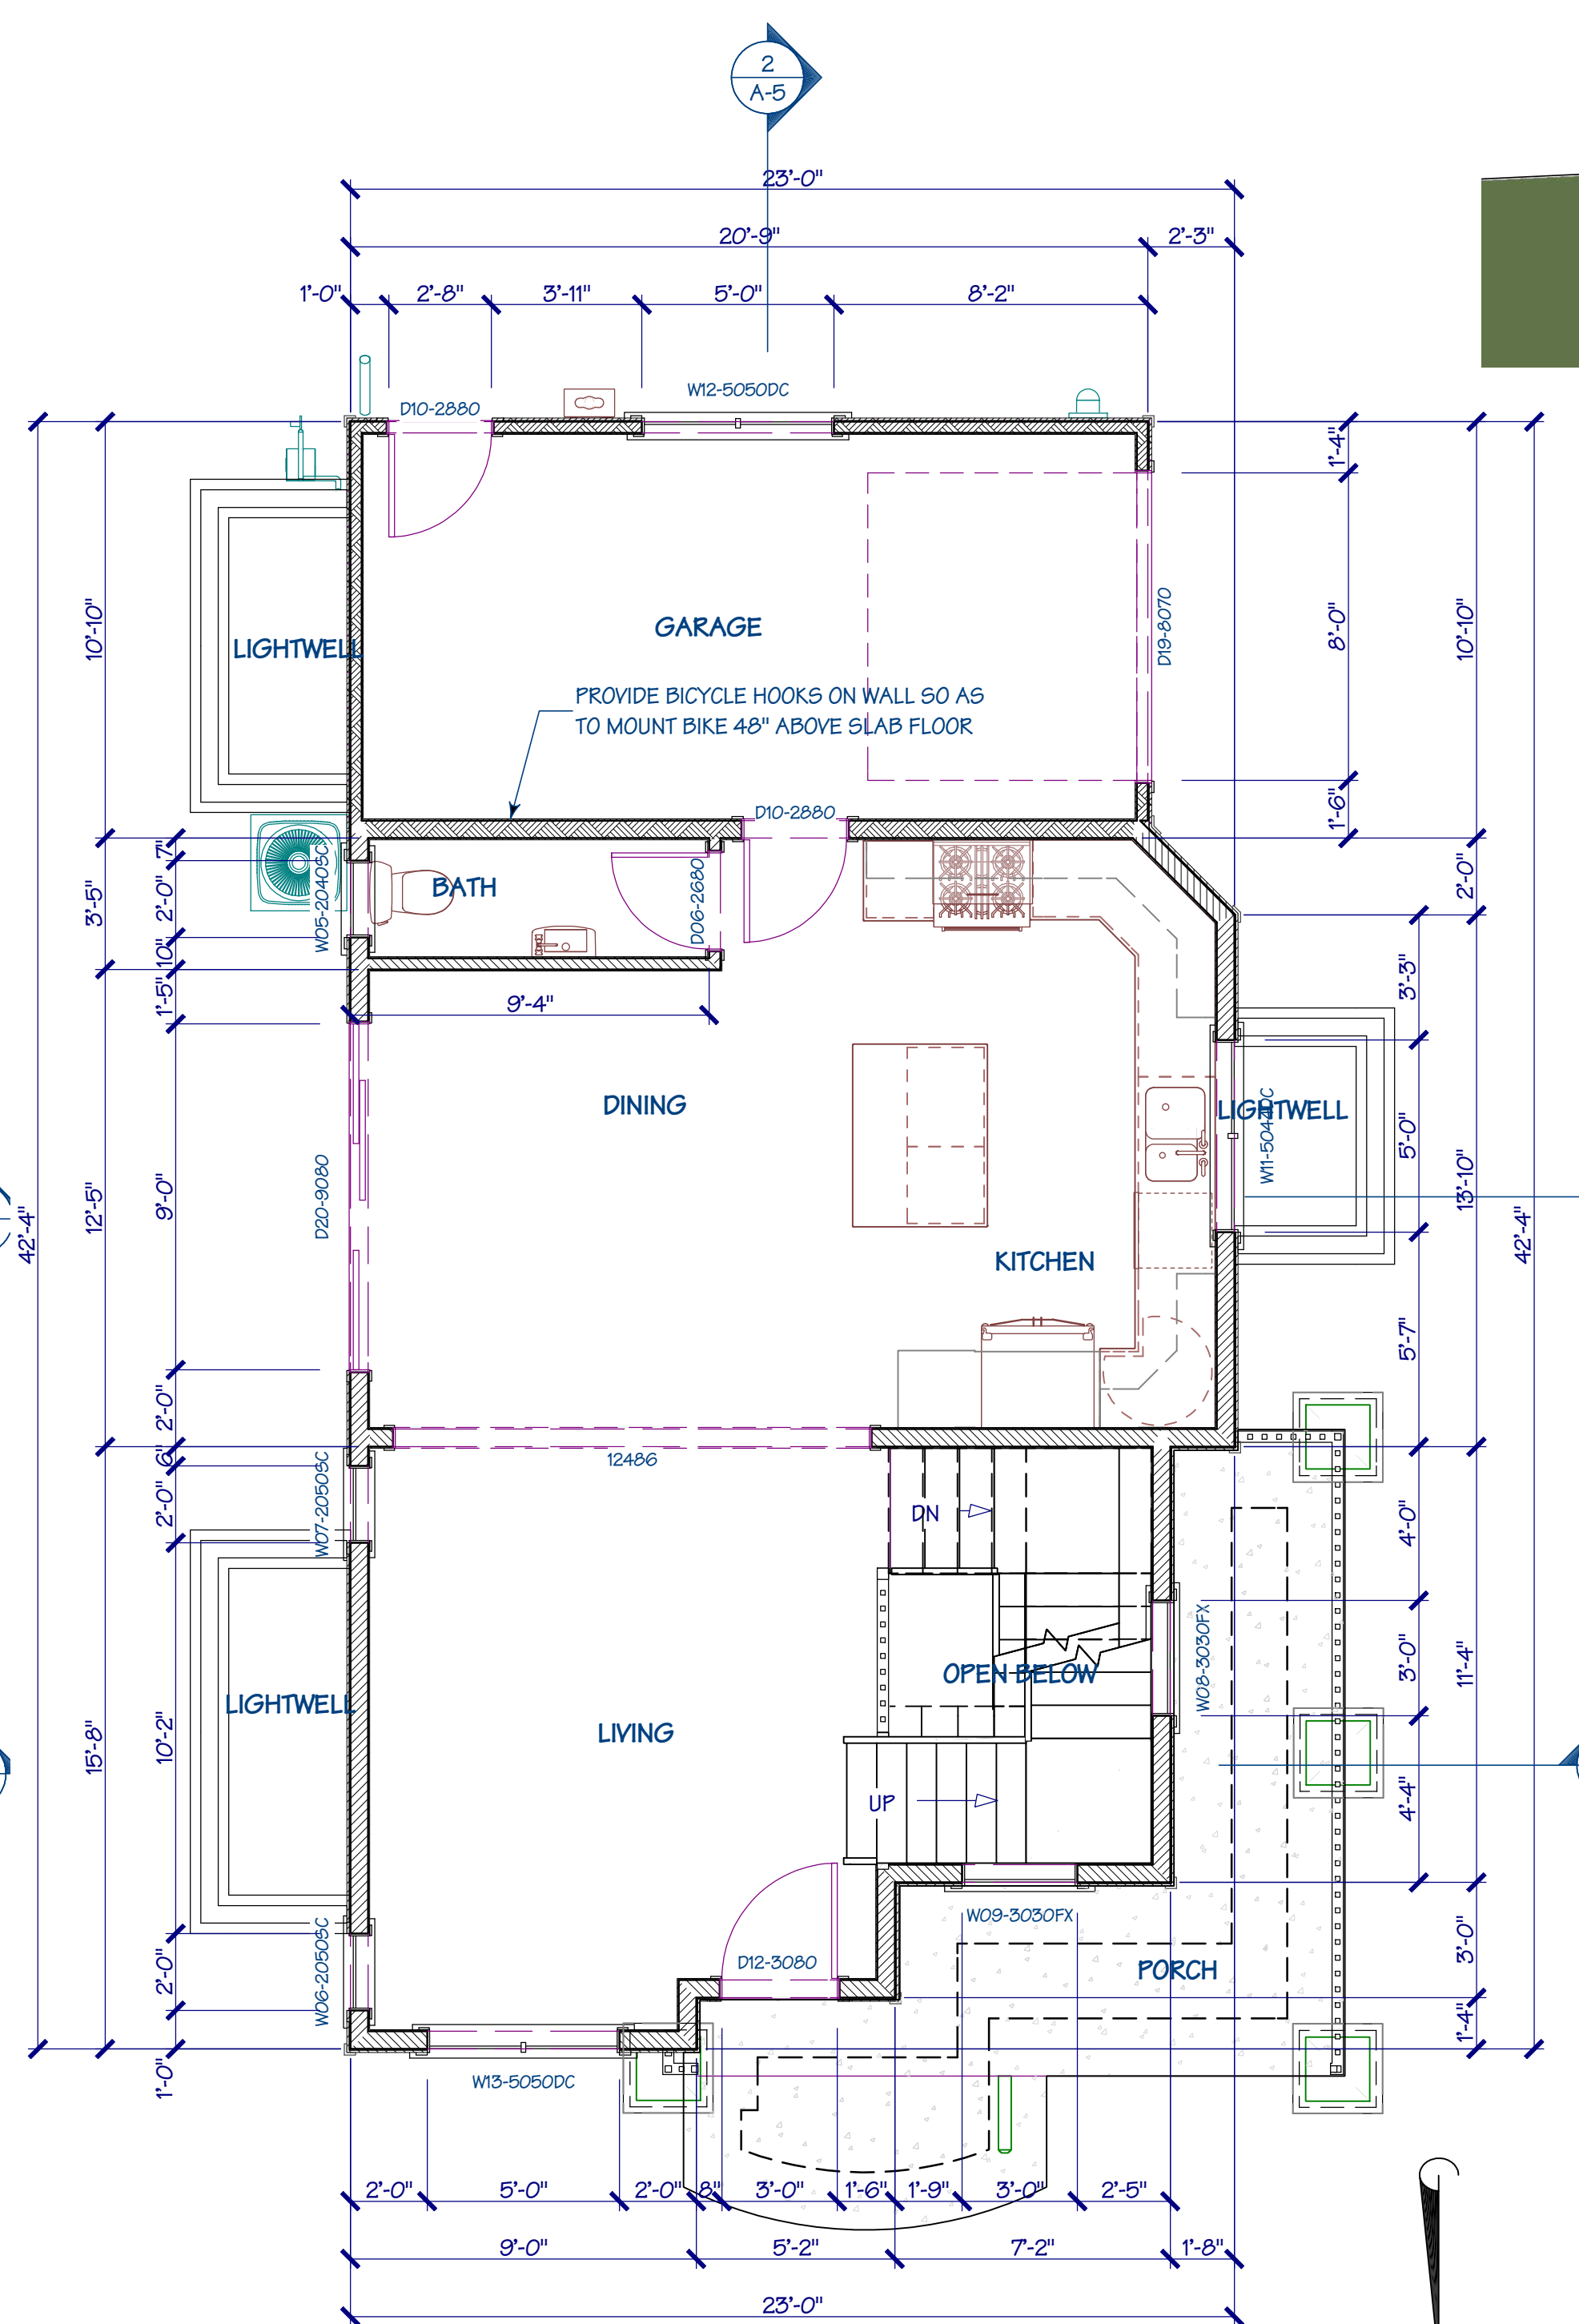 2
A-5
23'-0"
20'-9"
2'-3"
1'-0"
2'-8"
3'-11"
5'-0"
8'-2"
D10-2880
W12-5050DC
1'-4"
10'-10"
LIGHTWELL
GARAGE
D19-8070
8'-0"
10'-10"
PROVIDE BICYCLE HOOKS ON WALL SO AS
TO MOUNT BIKE 48" ABOVE SLAB FLOOR
D10-2880
1'-6"
7"
3'-5"
2'-0"
W05-2040SC
BATH
D06-2680
2'-0"
10"
1'-5"
9'-4"
3'-3"
DINING
LIGHTWELL
W11-5044DC
5'-0"
13'-10"
42'-4"
12'-5"
9'-0"
D20-9080
42'-4"
KITCHEN
5'-7"
2'-0"
6"
12486
2'-0"
W07-2050SC
DN
4'-0"
LIGHTWELL
OPEN BELOW
W08-3030FX
3'-0"
11'-4"
15'-8"
10'-2"
LIVING
UP
4'-4"
W09-3030FX
2'-0"
W06-2050SC
D12-3080
PORCH
3'-0"
1'-4"
1'-0"
W13-5050DC
2'-0"
5'-0"
2'-0"
8"
3'-0"
1'-6"
1'-9"
3'-0"
2'-5"
9'-0"
5'-2"
7'-2"
1'-8"
23'-0"